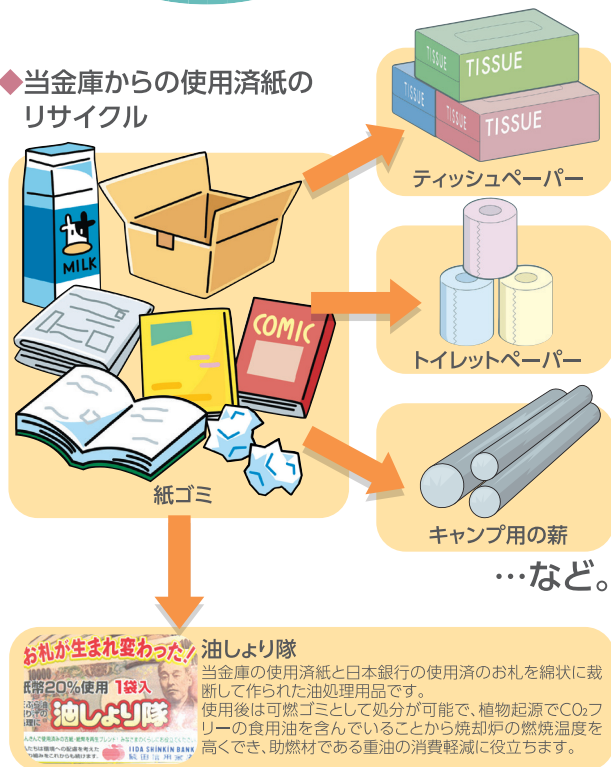 ◆当金庫からの使用済紙の
リサイクル
TISSUE
TISSUE
TISSUE
TISSUE
TISSUE
ティッシュペーパー
MILK
COMIC
トイレットペーパー
紙ゴミ
キャンプ用の薪
…など。
お札が生まれ変わった!
10000
氏幣20%使用 1袋入
油しょり隊
IIDA SHINKIN BANK
飯田信用金
油しょり隊
当金庫の使用済紙と日本銀行の使用済のお札を綿状に裁
断して作られた油処理用品です。
使用後は可燃ゴミとして処分が可能で、植物起源でCO₂フ
リーの食用油を含んでいることから焼却炉の燃焼温度を
高くでき、助燃材である重油の消費軽減に役立ちます。